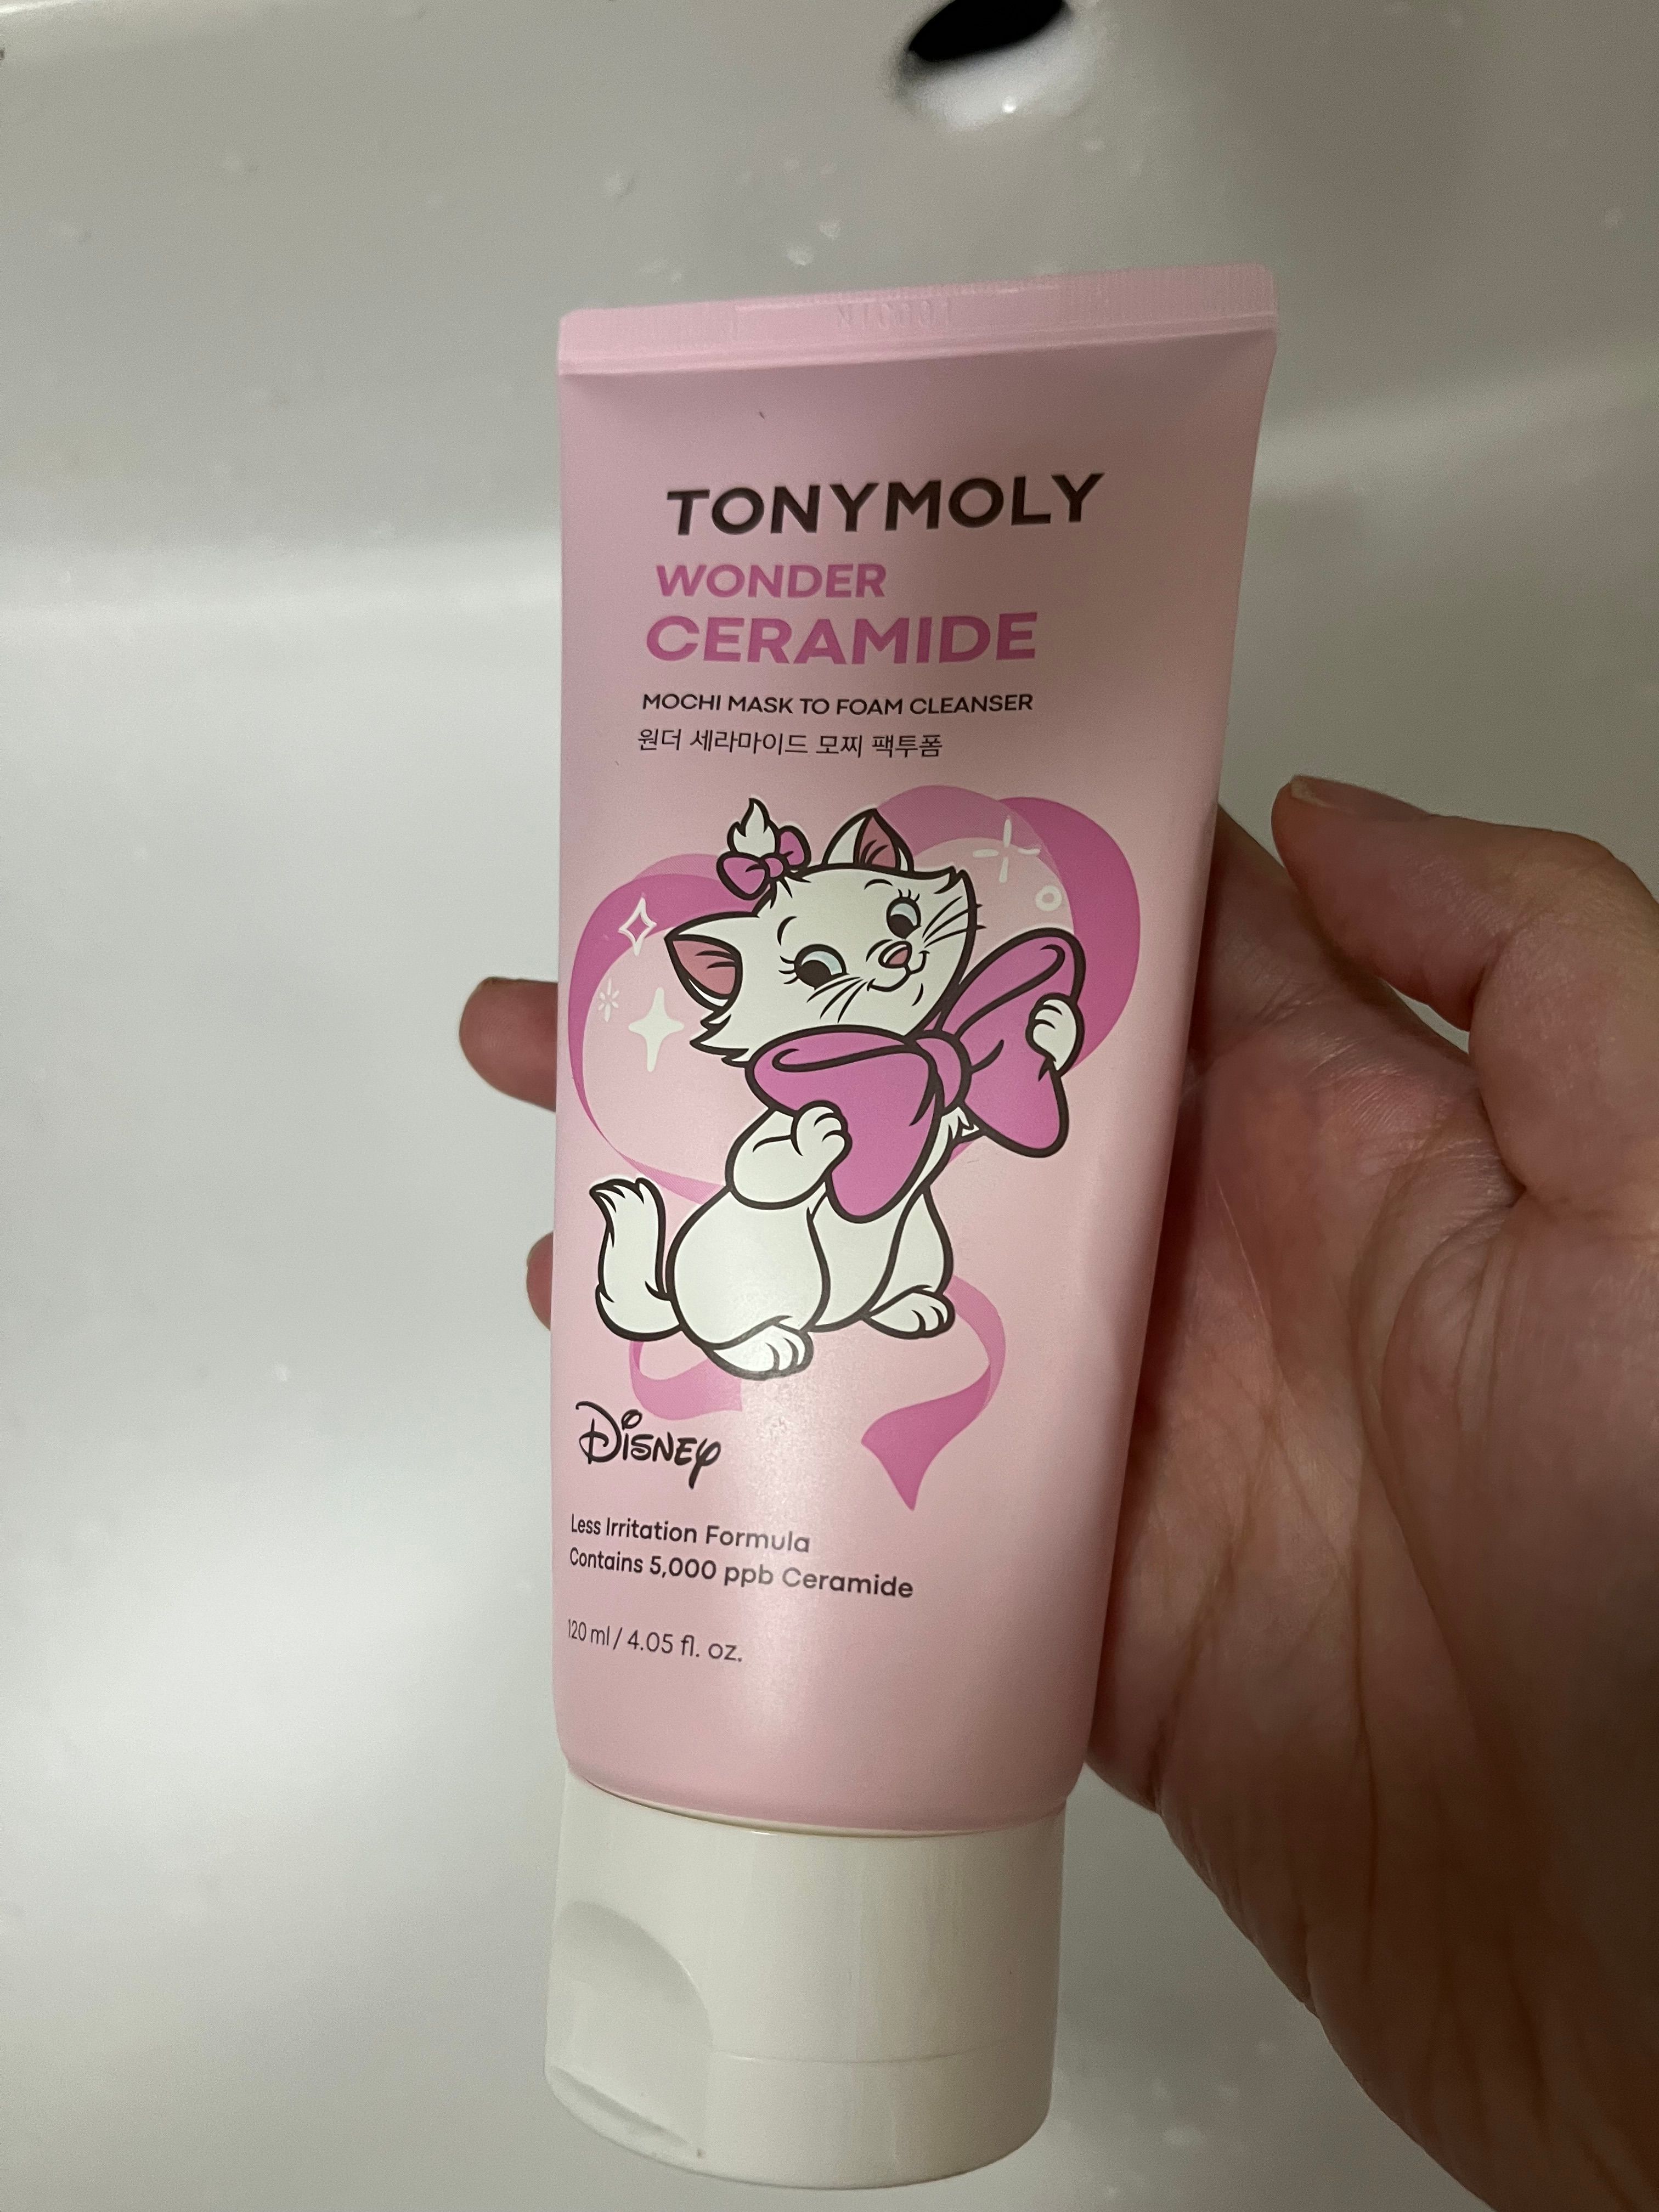 TONYMOLY
WONDER
CERAMIDE
MOCHI MASK TO FOAM CLEANSER
원더 세라마이드 모찌 팩투폼
Disney
Less Irritation Formula
Contains 5,000 ppb Ceramide
120 ml / 4.05 fl. oz.